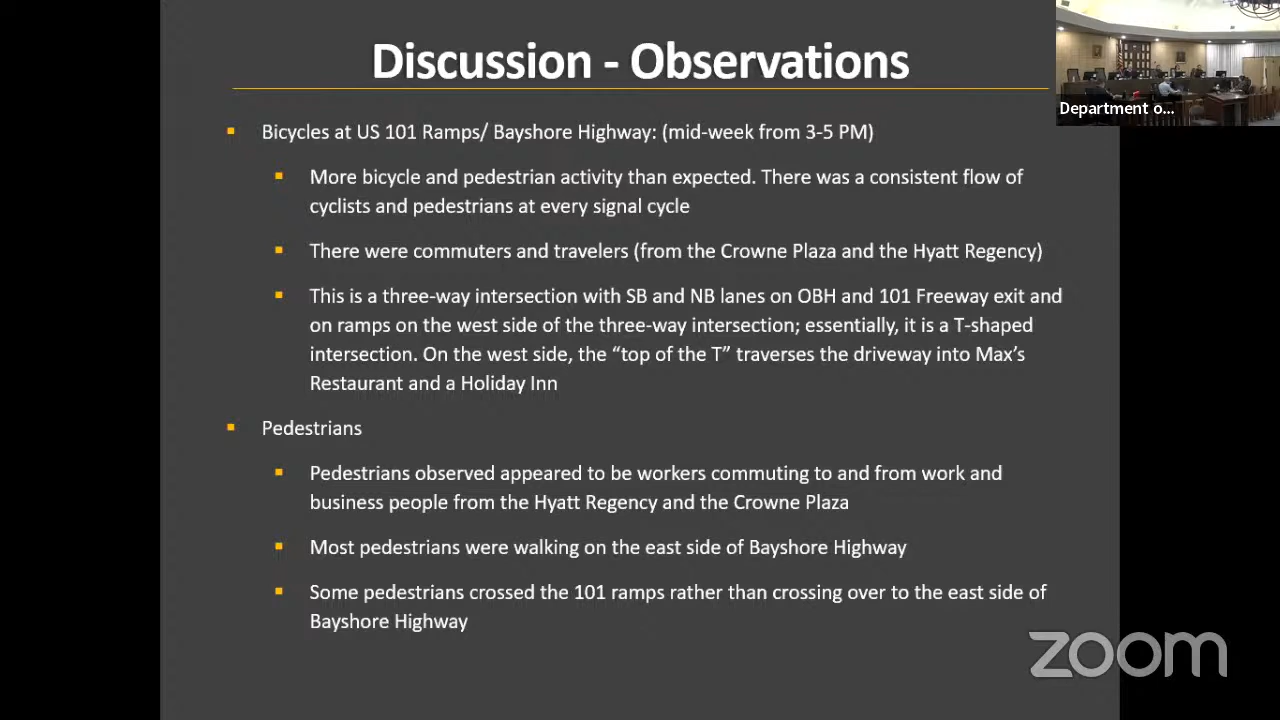 Discussion - Observations
Department o...
Bicycles at US 101 Ramps/ Bayshore Highway: (mid-week from 3-5 PM)
More bicycle and pedestrian activity than expected. There was a consistent flow of
cyclists and pedestrians at every signal cycle
There were commuters and travelers (from the Crowne Plaza and the Hyatt Regency)
This is a three-way intersection with SB and NB lanes on OBH and 101 Freeway exit and
on ramps on the west side of the three-way intersection; essentially, it is a T-shaped
intersection. On the west side, the “top of the T” traverses the driveway into Max’s
Restaurant and a Holiday Inn
Pedestrians
Pedestrians observed appeared to be workers commuting to and from work and
business people from the Hyatt Regency and the Crowne Plaza
Most pedestrians were walking on the east side of Bayshore Highway
Some pedestrians crossed the 101 ramps rather than crossing over to the east side of
Bayshore Highway
zoom